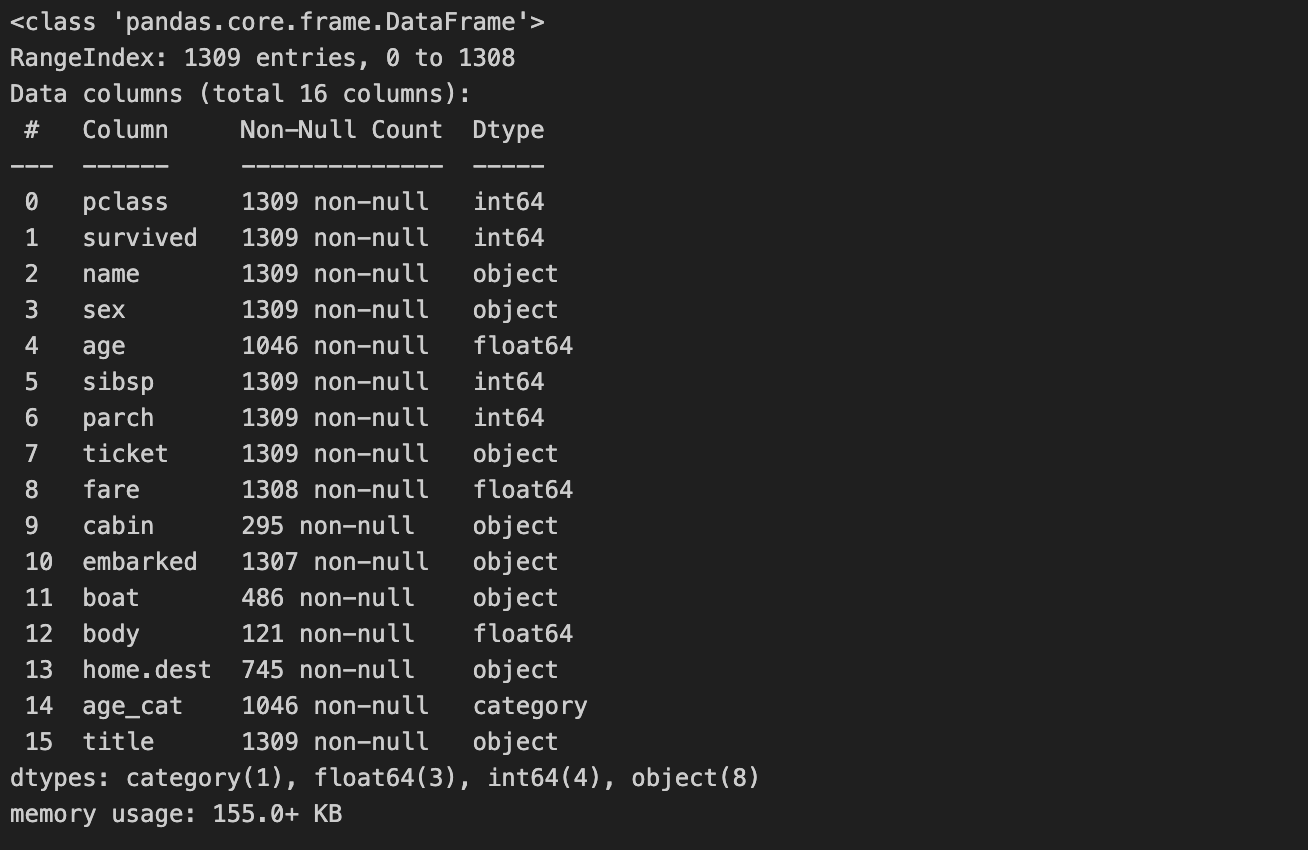 <class 'pandas.core.frame.DataFrame'>
RangeIndex: 1309 entries, 0 to 1308
Data columns (total 16 columns):
 #   Column     Non-Null Count  Dtype
---  ------     --------------  -----
 0   pclass     1309 non-null   int64
 1   survived   1309 non-null   int64
 2   name       1309 non-null   object
 3   sex        1309 non-null   object
 4   age        1046 non-null   float64
 5   sibsp      1309 non-null   int64
 6   parch      1309 non-null   int64
 7   ticket     1309 non-null   object
 8   fare       1308 non-null   float64
 9   cabin      295 non-null    object
 10  embarked   1307 non-null   object
 11  boat       486 non-null    object
 12  body       121 non-null    float64
 13  home.dest  745 non-null    object
 14  age_cat    1046 non-null   category
 15  title      1309 non-null   object
dtypes: category(1), float64(3), int64(4), object(8)
memory usage: 155.0+ KB